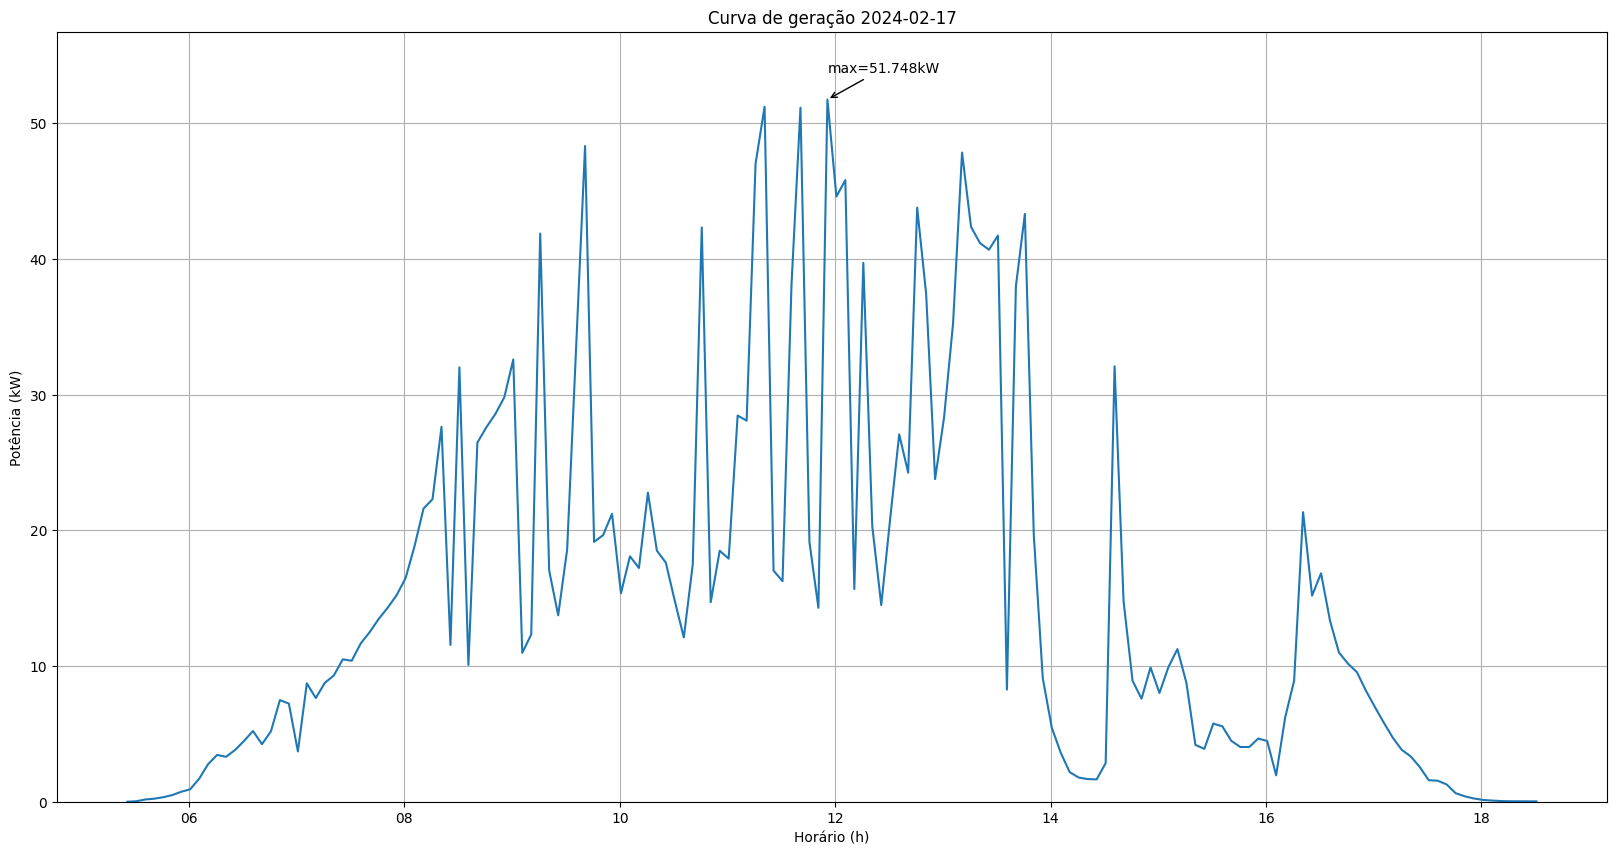 Curva de geração 2024-02-17
max=51.748kW
Potência (kW)
50
40
30
20
10
0
06 08 10 12 14 16 18
Horário (h)